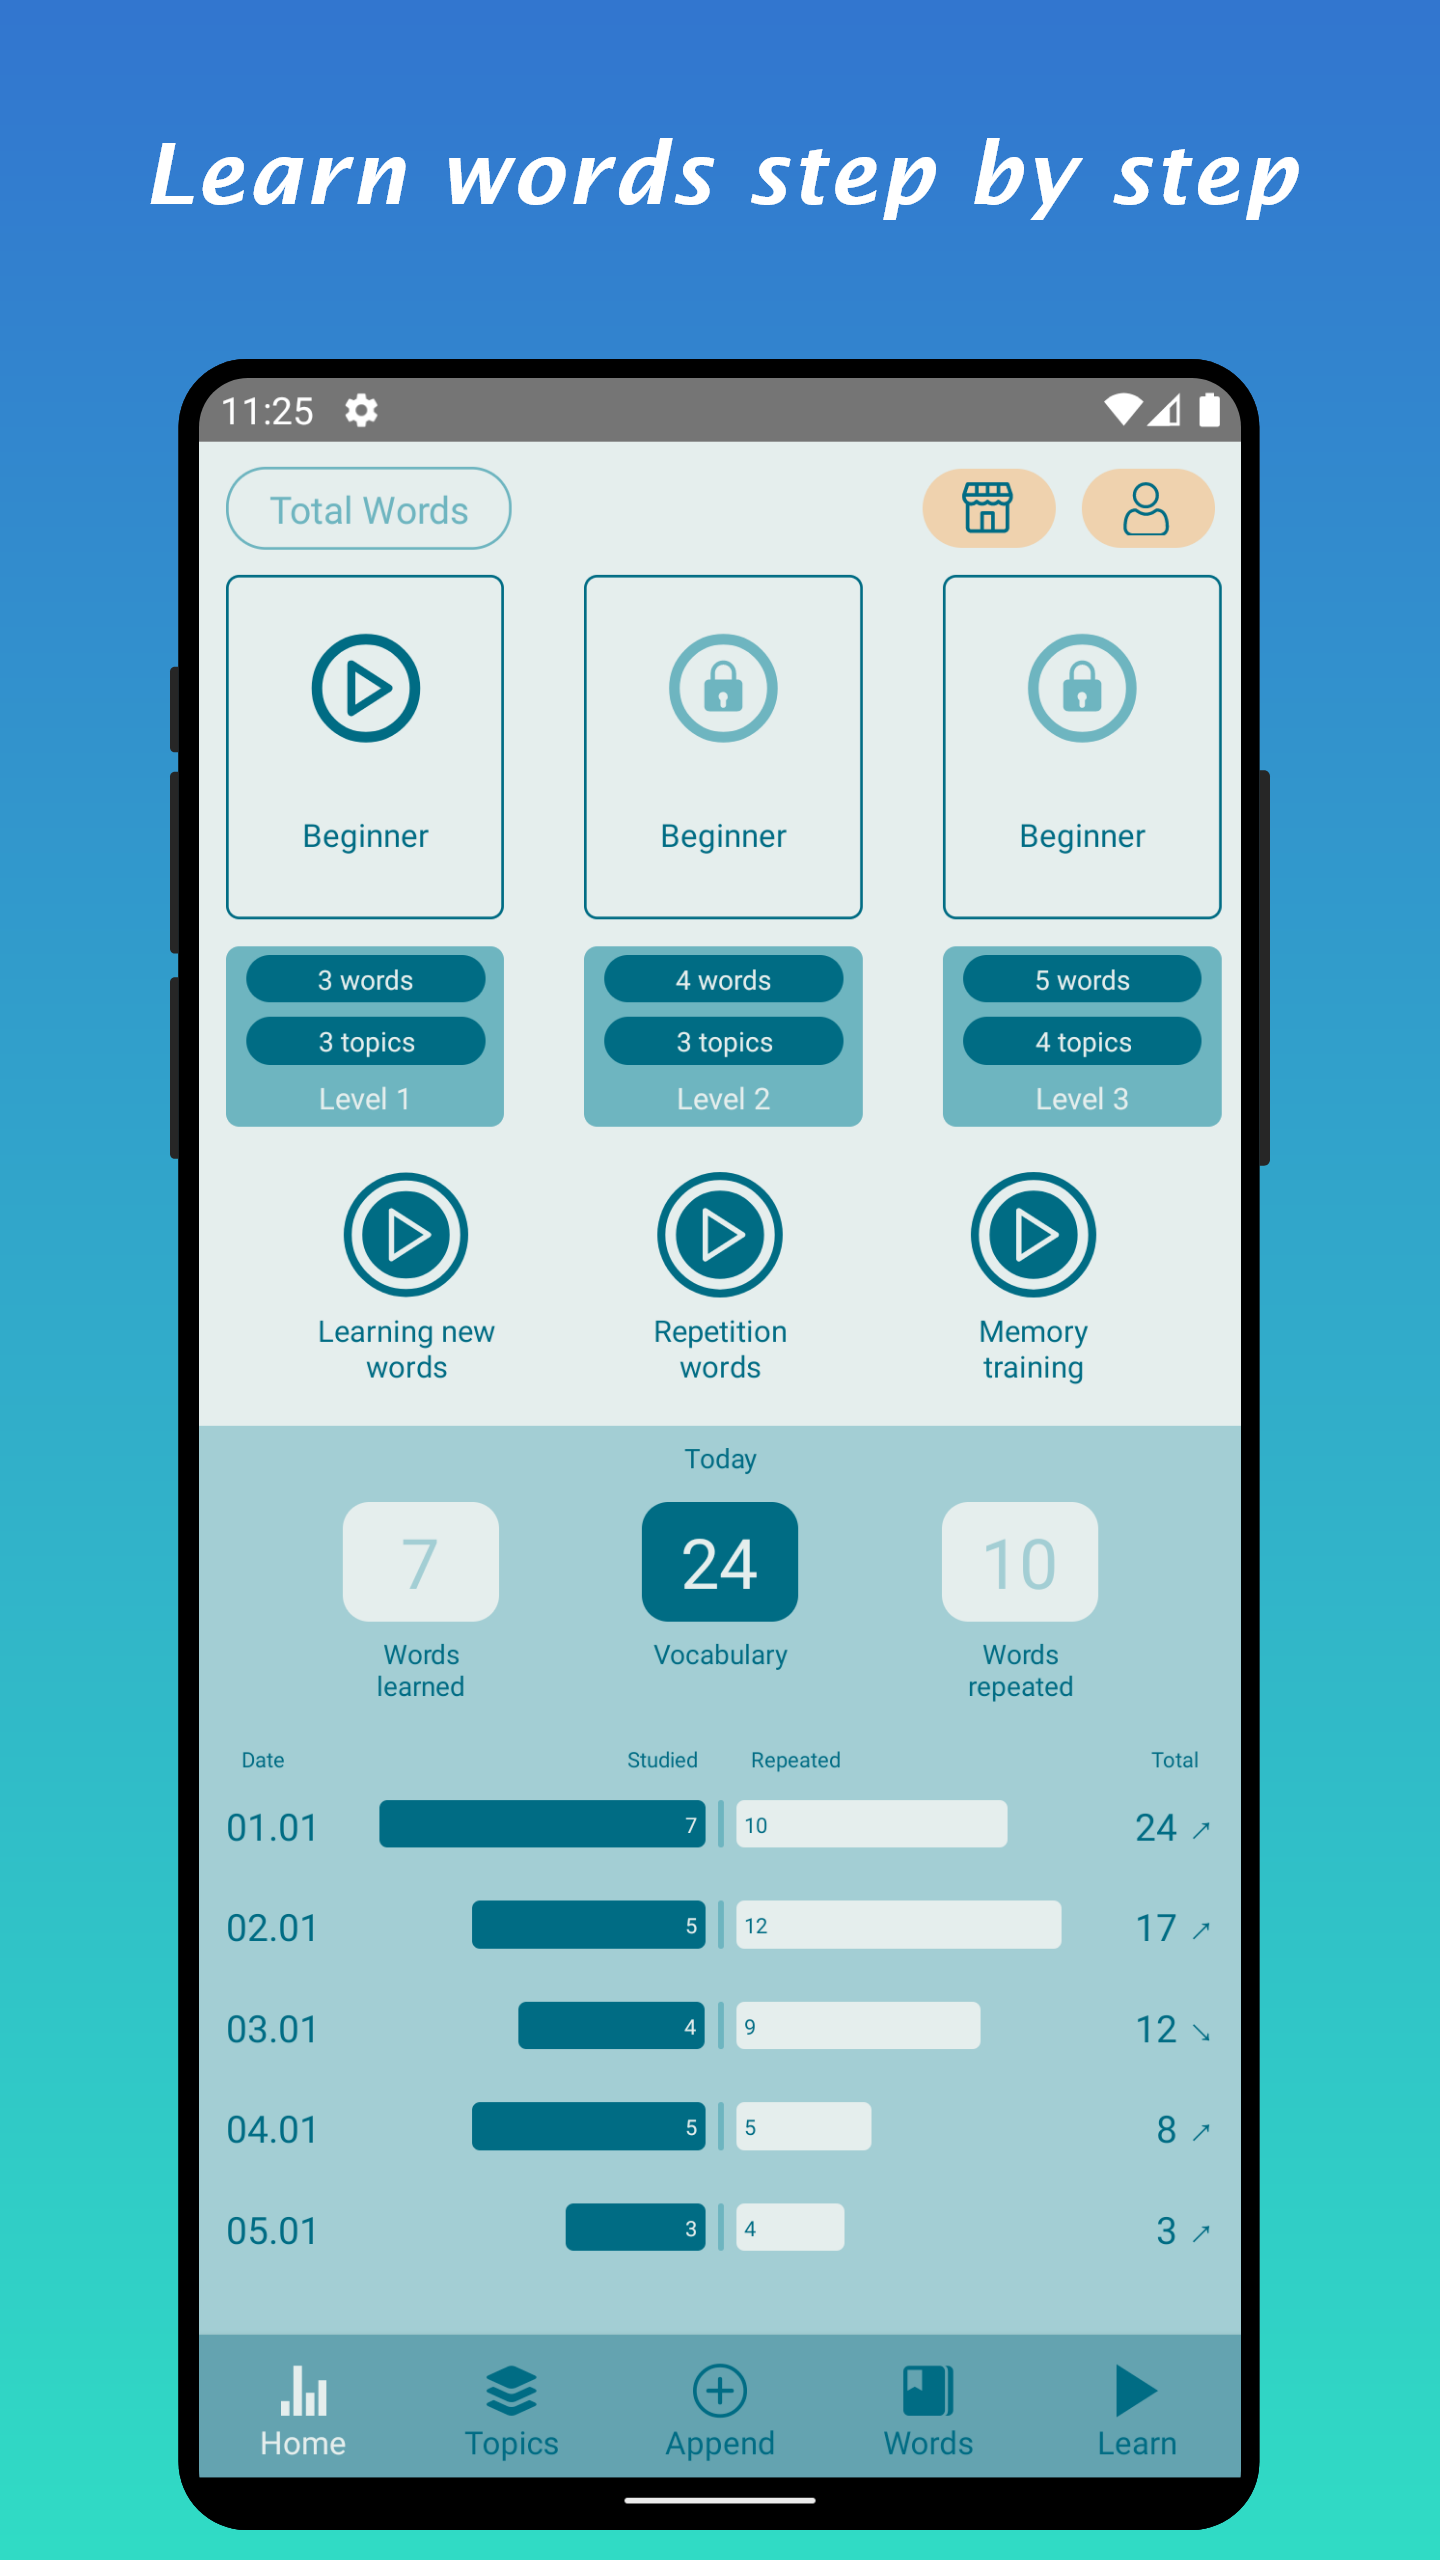 Learn words step by step
11:25
Total Words
Beginner
Beginner
Beginner
3 words
4 words
5 words
3 topics
3 topics
4 topics
Level 1
Level 2
Level 3
Learning new
words
Repetition
words
Memory
training
Today
7
24
10
Words
learned
Vocabulary
Words
repeated
Date Studied Repeated Total
01.01 7 10 24 ↗
02.01 5 12 17 ↗
03.01 4 9 12 ↘
04.01 5 5 8 ↗
05.01 3 4 3 ↗
Home Topics Append Words Learn